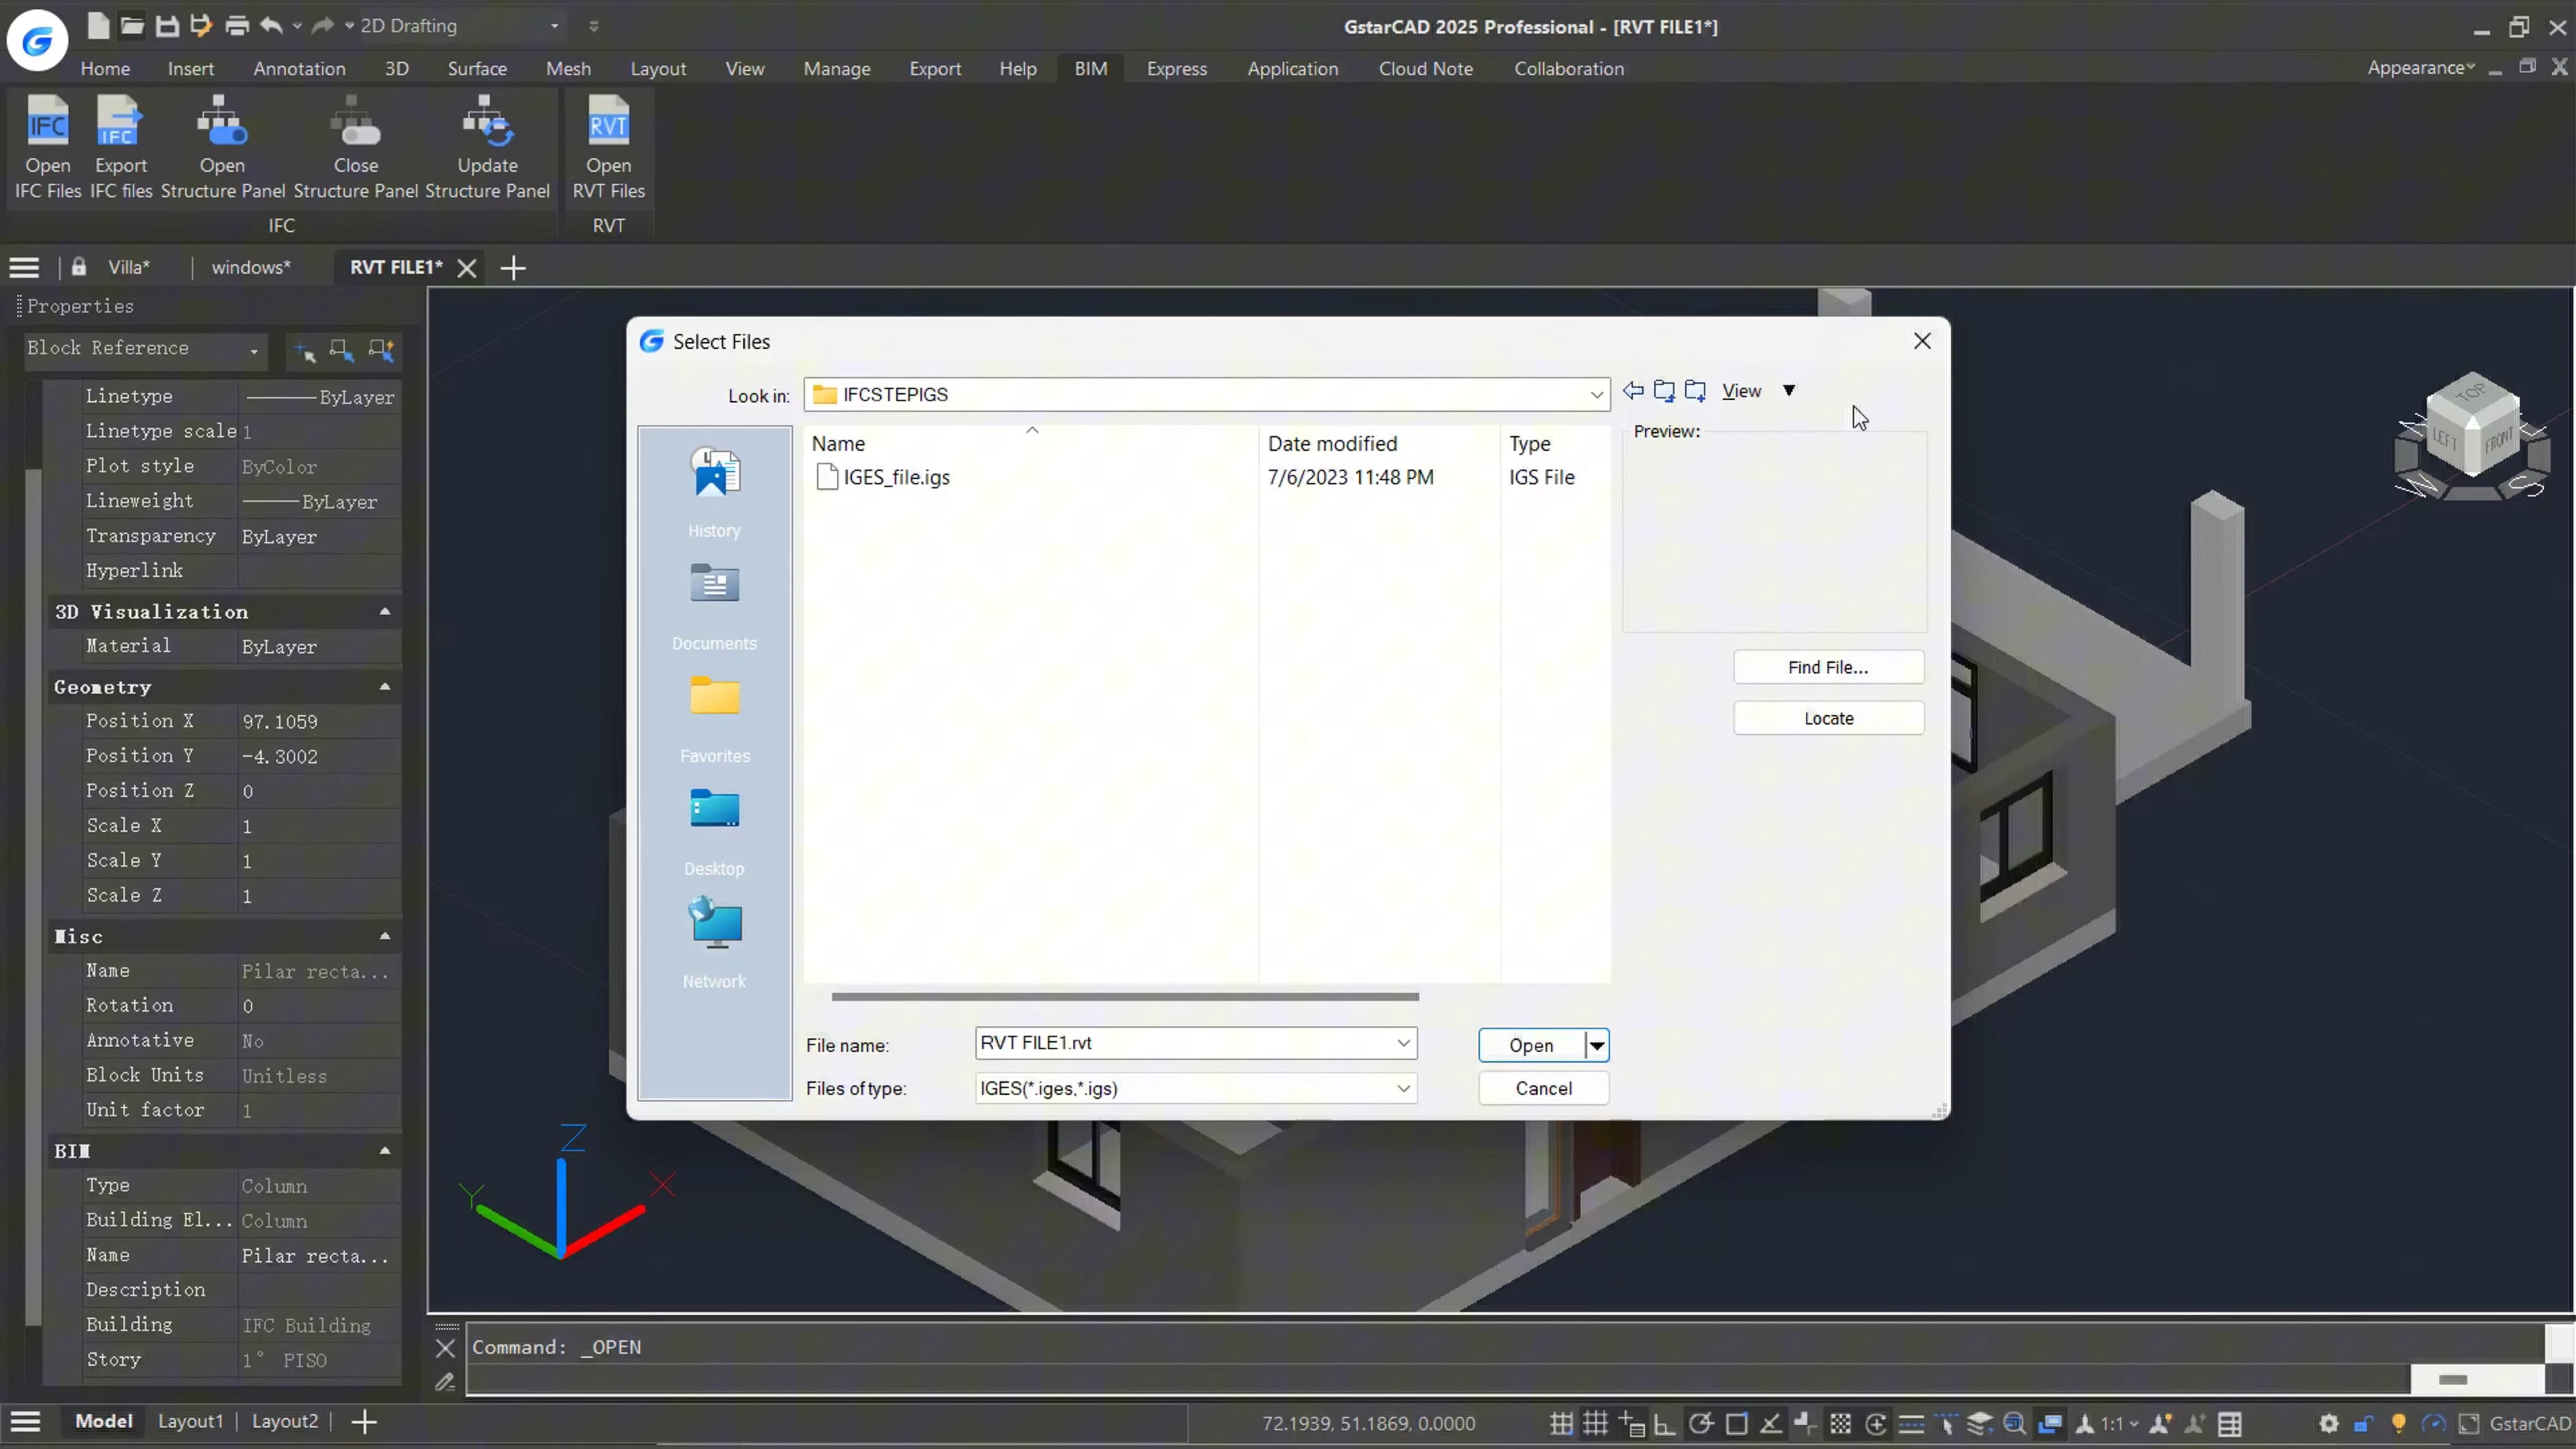 2D Drafting
GstarCAD 2025 Professional - [RVT FILE1*]
Home Insert Annotation 3D Surface Mesh Layout View Manage Export Help BIM Express Application Cloud Note Collaboration
Appearance
IFC IFC RVT
Open IFC Files
Export IFC files
Open Structure Panel
Close Structure Panel
Update Structure Panel
Open RVT Files
IFC RVT
Villa* windows* RVT FILE1*
Properties
Block Reference
Linetype ByLayer
Linetype scale 1
Plot style ByColor
Lineweight ByLayer
Transparency ByLayer
Hyperlink
3D Visualization
Material ByLayer
Geometry
Position X 97.1059
Position Y -4.3002
Position Z 0
Scale X 1
Scale Y 1
Scale Z 1
Misc
Name Pilar recta...
Rotation 0
Annotative No
Block Units Unitless
Unit factor 1
BIM
Type Column
Building El... Column
Name Pilar recta...
Description
Building IFC Building
Story 1° PISO
Select Files
Look in: IFCSTEPIGS
View
History
Documents
Favorites
Desktop
Network
Name Date modified Type
IGES_file.igs 7/6/2023 11:48 PM IGS File
Preview:
Find File...
Locate
File name: RVT FILE1.rvt Open
Files of type: IGES(*.iges,*.igs) Cancel
TOP
LEFT FRONT
Z
Y
X
Command: _OPEN
Model Layout1 Layout2
72.1939, 51.1869, 0.0000
1:1
GstarCAD